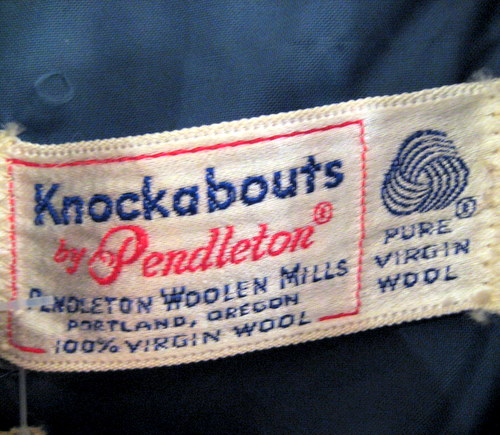 Knockabouts
by Pendleton®
PENDLETON WOOLEN MILLS
PORTLAND, OREGON
100% VIRGIN WOOL
PURE®
VIRGIN
WOOL